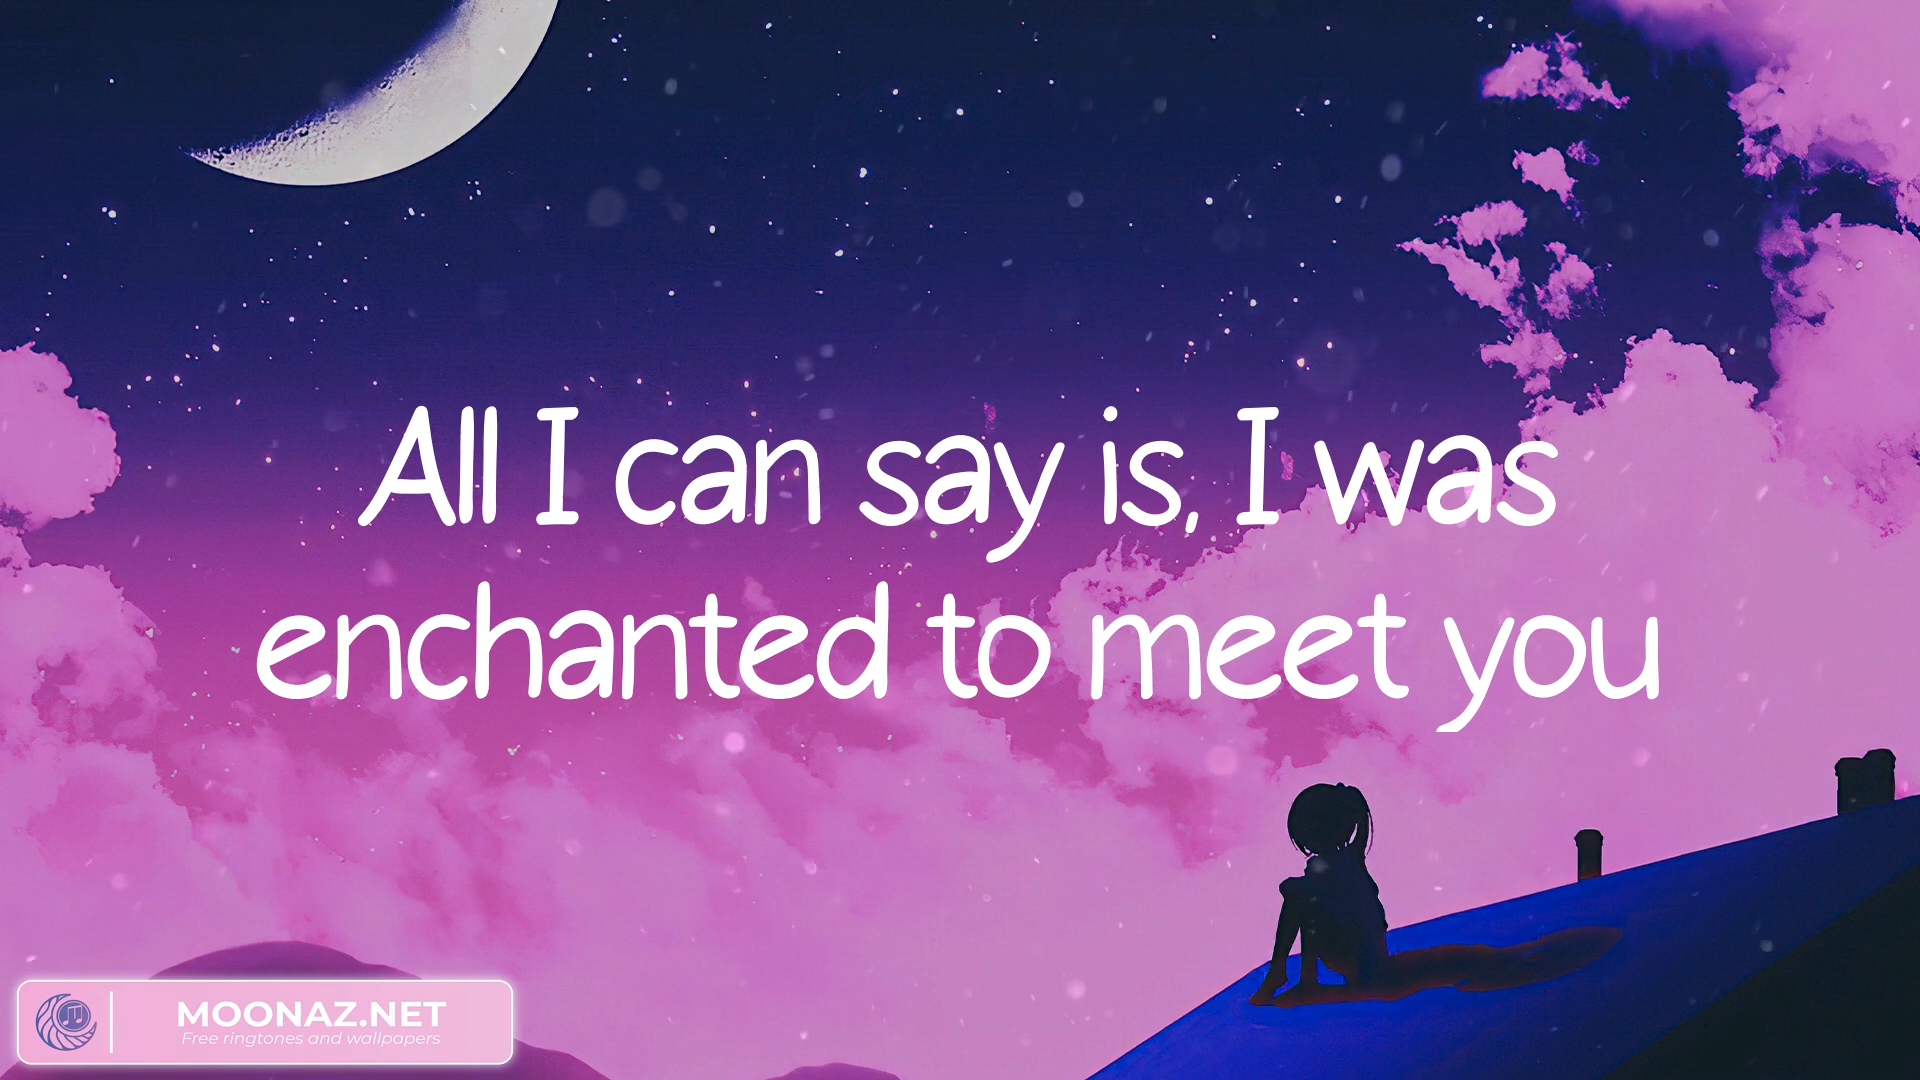 All I can say is, I was
enchanted to meet you
MOONAZ.NET
Free ringtones and wallpapers